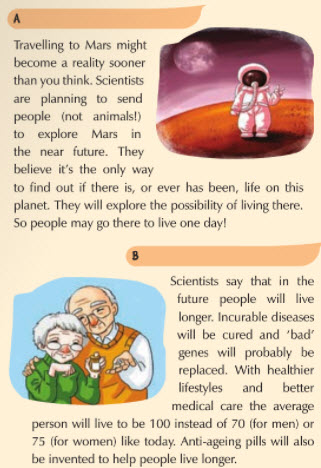 A
Travelling to Mars might
become a reality sooner
than you think. Scientists
are planning to send
people (not animals!)
to explore Mars in
the near future. They
believe it's the only way
to find out if there is, or ever has been, life on this
planet. They will explore the possibility of living there.
So people may go there to live one day!
B
Scientists say that in the
future people will live
longer. Incurable diseases
will be cured and 'bad'
genes will probably be
replaced. With healthier
lifestyles and better
medical care the average
person will live to be 100 instead of 70 (for men) or
75 (for women) like today. Anti-ageing pills will also
be invented to help people live longer.